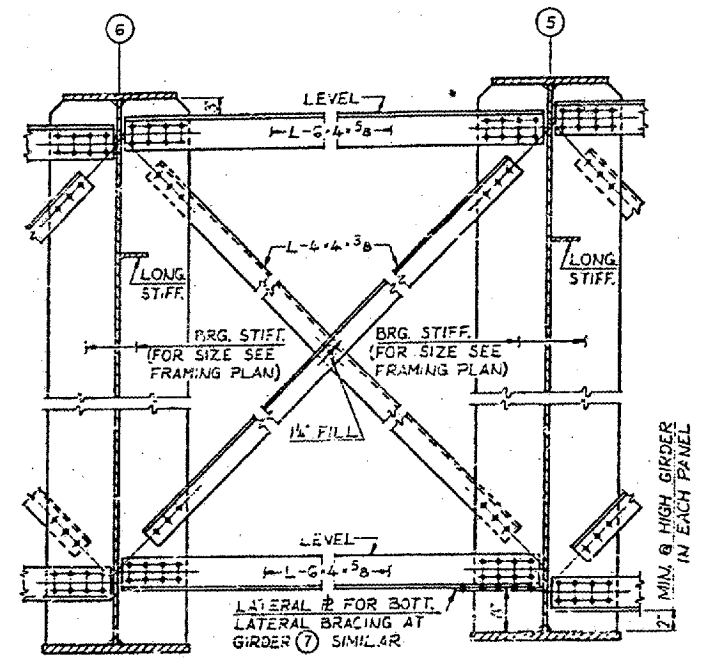 6
5
3"
LEVEL
L-6×4×5/8
L-4×4×3/8
LONG.
STIFF.
LONG.
STIFF.
BRG. STIFF.
(FOR SIZE SEE
FRAMING PLAN)
BRG. STIFF.
(FOR SIZE SEE
FRAMING PLAN)
FILL
LEVEL
L-6×4×5/8
LATERAL ℄ FOR BOTT.
LATERAL BRACING AT
GIRDER 7 SIMILAR
2" MIN. @ HIGH GIRDER
IN EACH PANEL